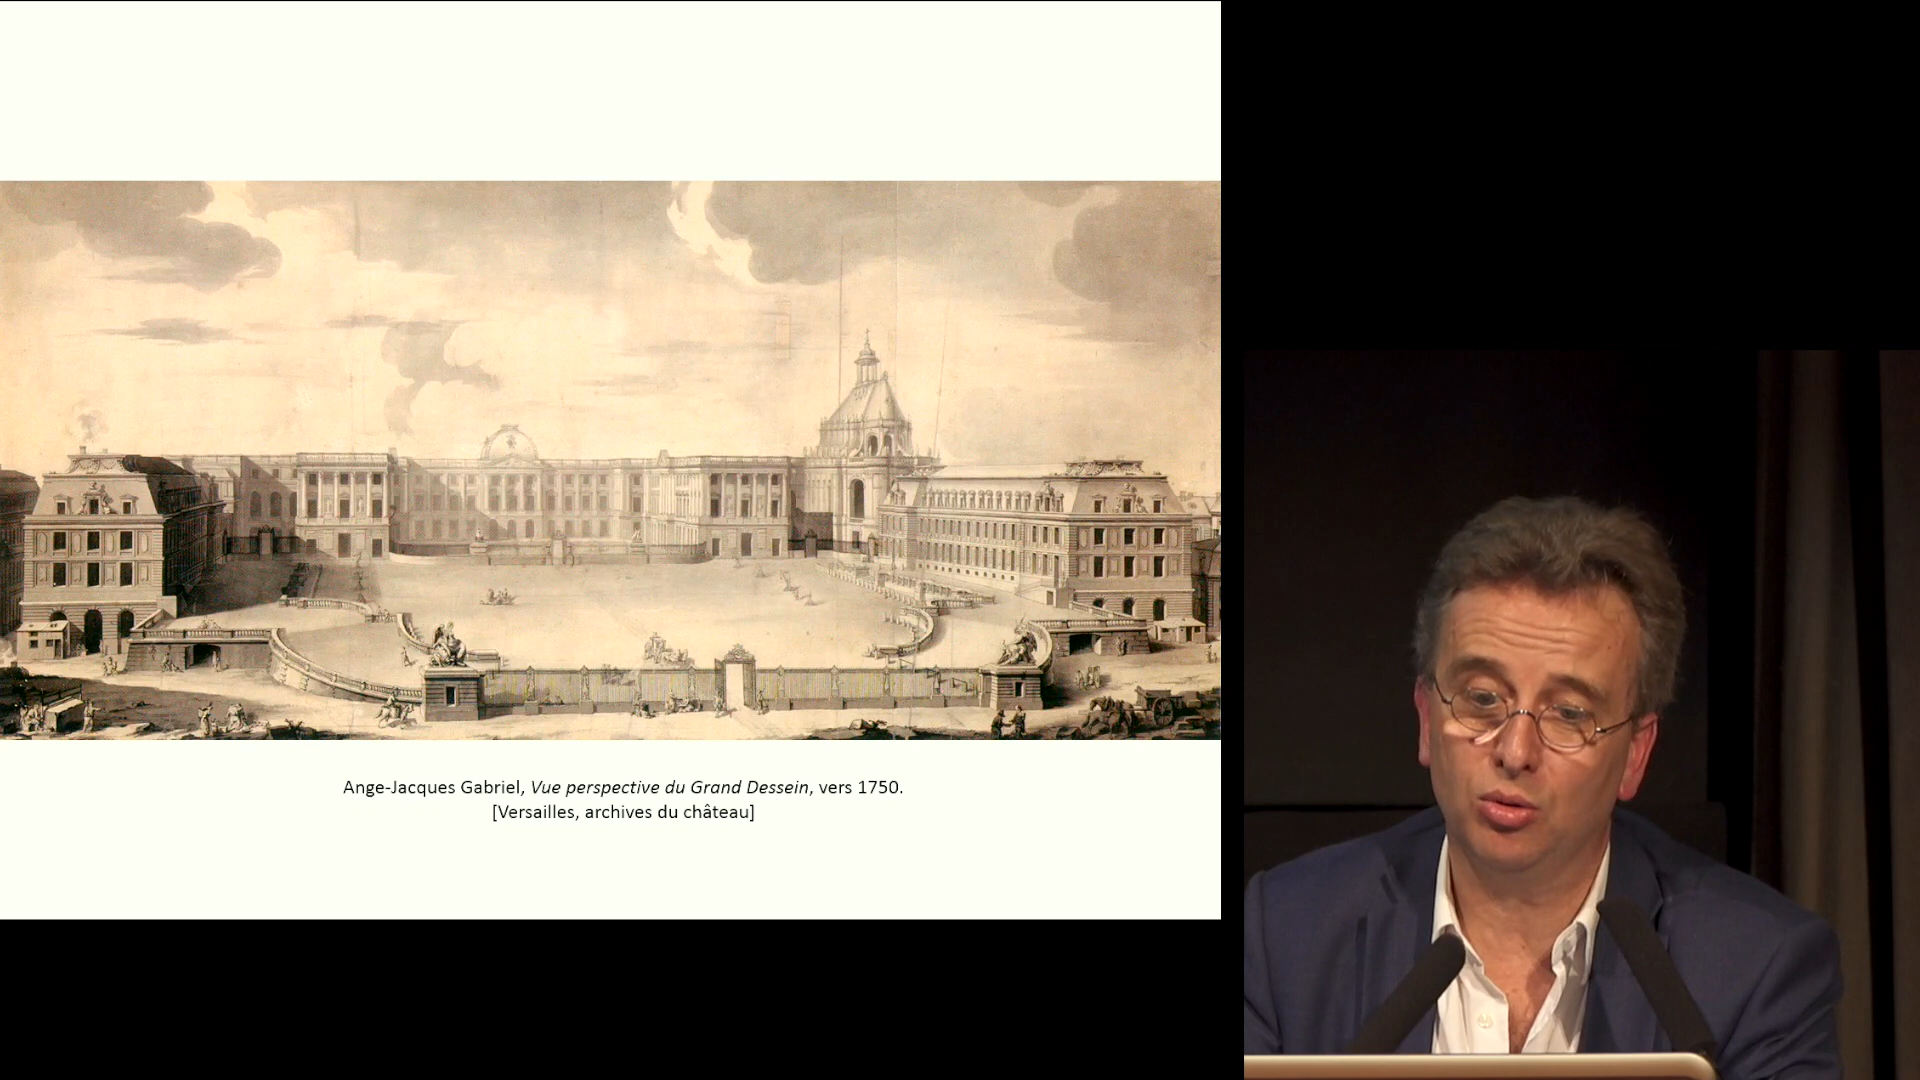 Ange-Jacques Gabriel, Vue perspective du Grand Dessein, vers 1750.
[Versailles, archives du château]